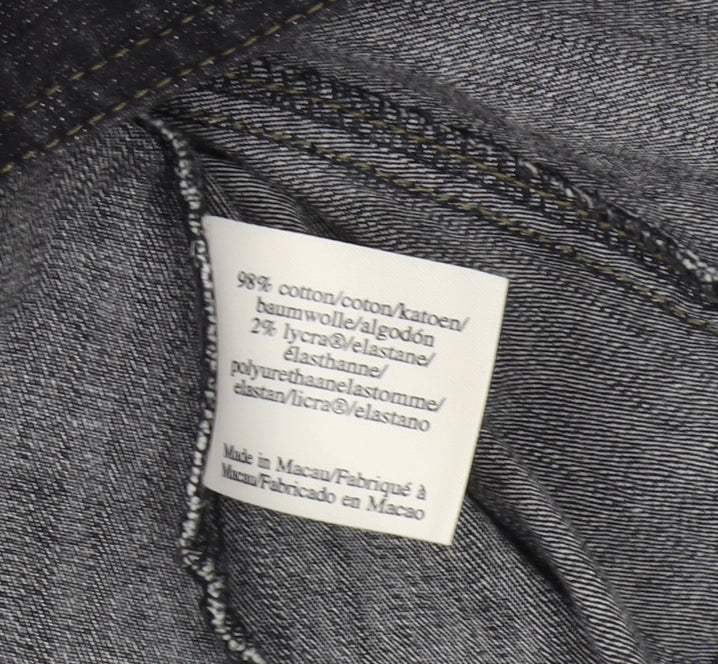 98% cotton/coton/katoen/
baumwolle/algodón
2% lycra®/elastane/
élasthanne/
polyurethaanelastomme/
elastan/licra®/elastano
Made in Macau/Fabriqué à
Macau/Fabricado en Macao